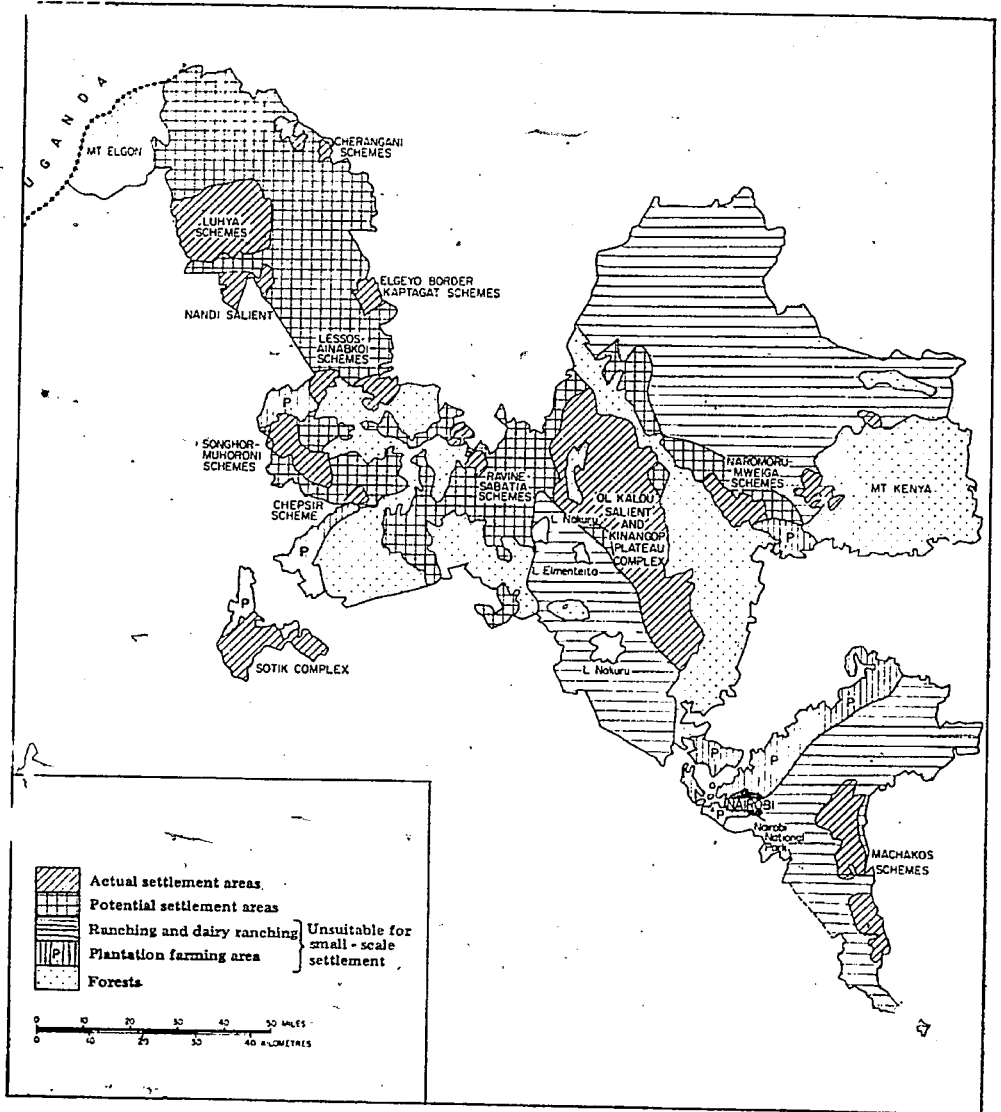 UGANDA
MT ELGON
CHERANGANI
SCHEMES
LUHYA
SCHEMES
ELGEYO BORDER
KAPTAGAT SCHEMES
NANDI SALIENT
LESSOS-
AINABKOI
SCHEMES
P
SONGHOR-
MUHORONI
SCHEMES
CHEPSIR
SCHEME
P
P
SOTIK COMPLEX
RAVINE
SABATIA
SCHEMES
OL KALOU
SALIENT
AND
KINANGOP
PLATEAU
COMPLEX
L Nakuru
L Elmenteita
L Nakuru
NAROMORU
MWEIGA
SCHEMES
MT KENYA
P
P
P
P
P
NAIROBI
Nairobi
National
Park
MACHAKOS
SCHEMES
Actual settlement areas
Potential settlement areas
Ranching and dairy ranching
P Plantation farming area
Unsuitable for
small-scale
settlement
Forests
0 10 20 30 40 50 MILES
0 10 20 30 40 KILOMETRES